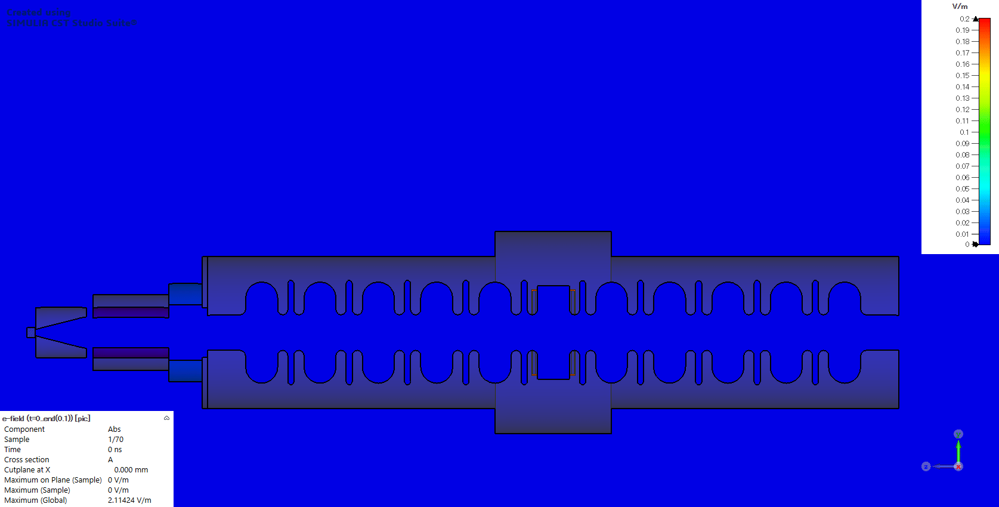 Created using
SIMULIA CST Studio Suite®
V/m
0.2
0.19
0.18
0.17
0.16
0.15
0.14
0.13
0.12
0.11
0.1
0.09
0.08
0.07
0.06
0.05
0.04
0.03
0.02
0.01
0
e-field (t=0..end(0.1)) [pic]
Component Abs
Sample 1/70
Time 0 ns
Cross section A
Cutplane at X 0.000 mm
Maximum on Plane (Sample) 0 V/m
Maximum (Sample) 0 V/m
Maximum (Global) 2.11424 V/m
y
z
x